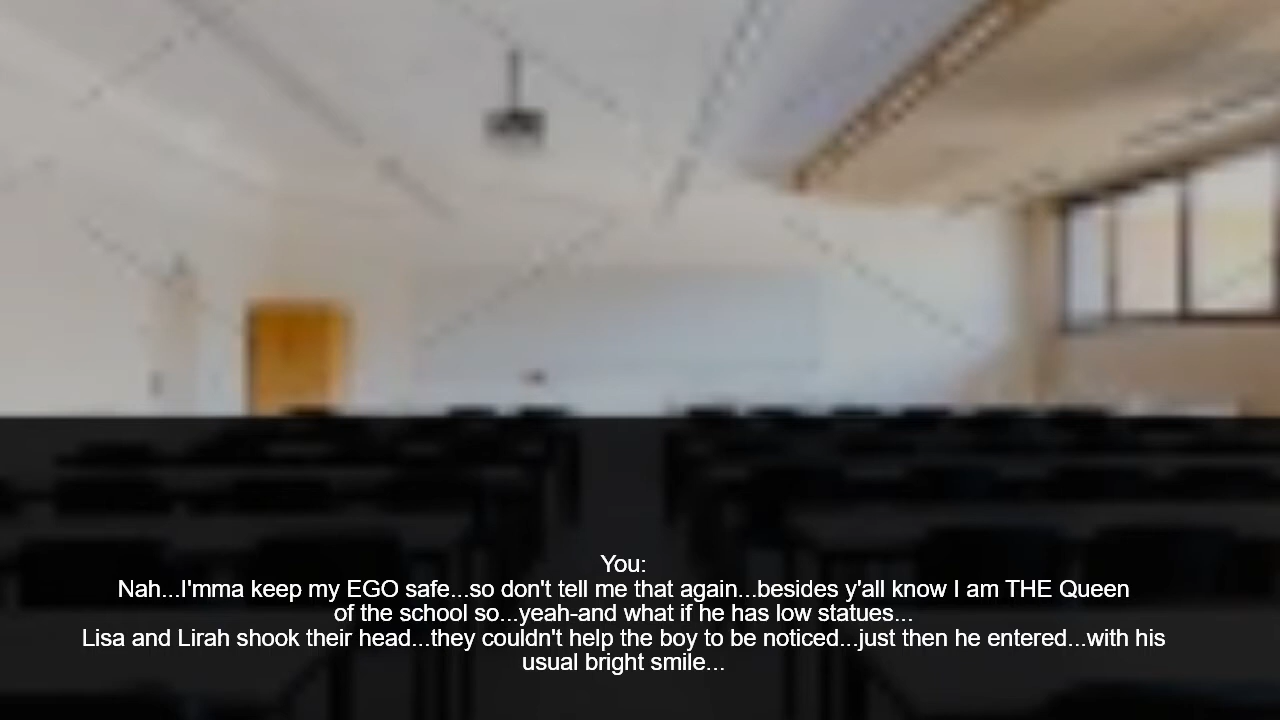 You:
Nah...I'mma keep my EGO safe...so don't tell me that again...besides y'all know I am THE Queen
of the school so...yeah-and what if he has low statues...
Lisa and Lirah shook their head...they couldn't help the boy to be noticed...just then he entered...with his
usual bright smile...